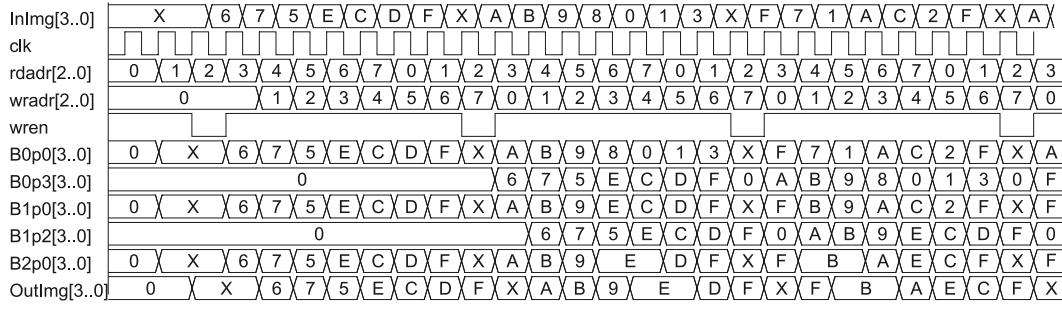 InImg[3..0] X 6 7 5 E C D F X A B 9 8 0 1 3 X F 7 1 A C 2 F X A
clk
rdadr[2..0] 0 1 2 3 4 5 6 7 0 1 2 3 4 5 6 7 0 1 2 3 4 5 6 7 0 1 2 3
wradr[2..0] 0 1 2 3 4 5 6 7 0 1 2 3 4 5 6 7 0 1 2 3 4 5 6 7 0
wren
B0p0[3..0] 0 X 6 7 5 E C D F X A B 9 8 0 1 3 X F 7 1 A C 2 F X A
B0p3[3..0] 0 6 7 5 E C D F 0 A B 9 8 0 1 3 0 F
B1p0[3..0] 0 X 6 7 5 E C D F X A B 9 E C D F X F B 9 A C 2 F X F
B1p2[3..0] 0 6 7 5 E C D F 0 A B 9 E C D F 0
B2p0[3..0] 0 X 6 7 5 E C D F X A B 9 E D F X F B A E C F X F
OutImg[3..0] 0 X 6 7 5 E C D F X A B 9 E D F X F B A E C F X